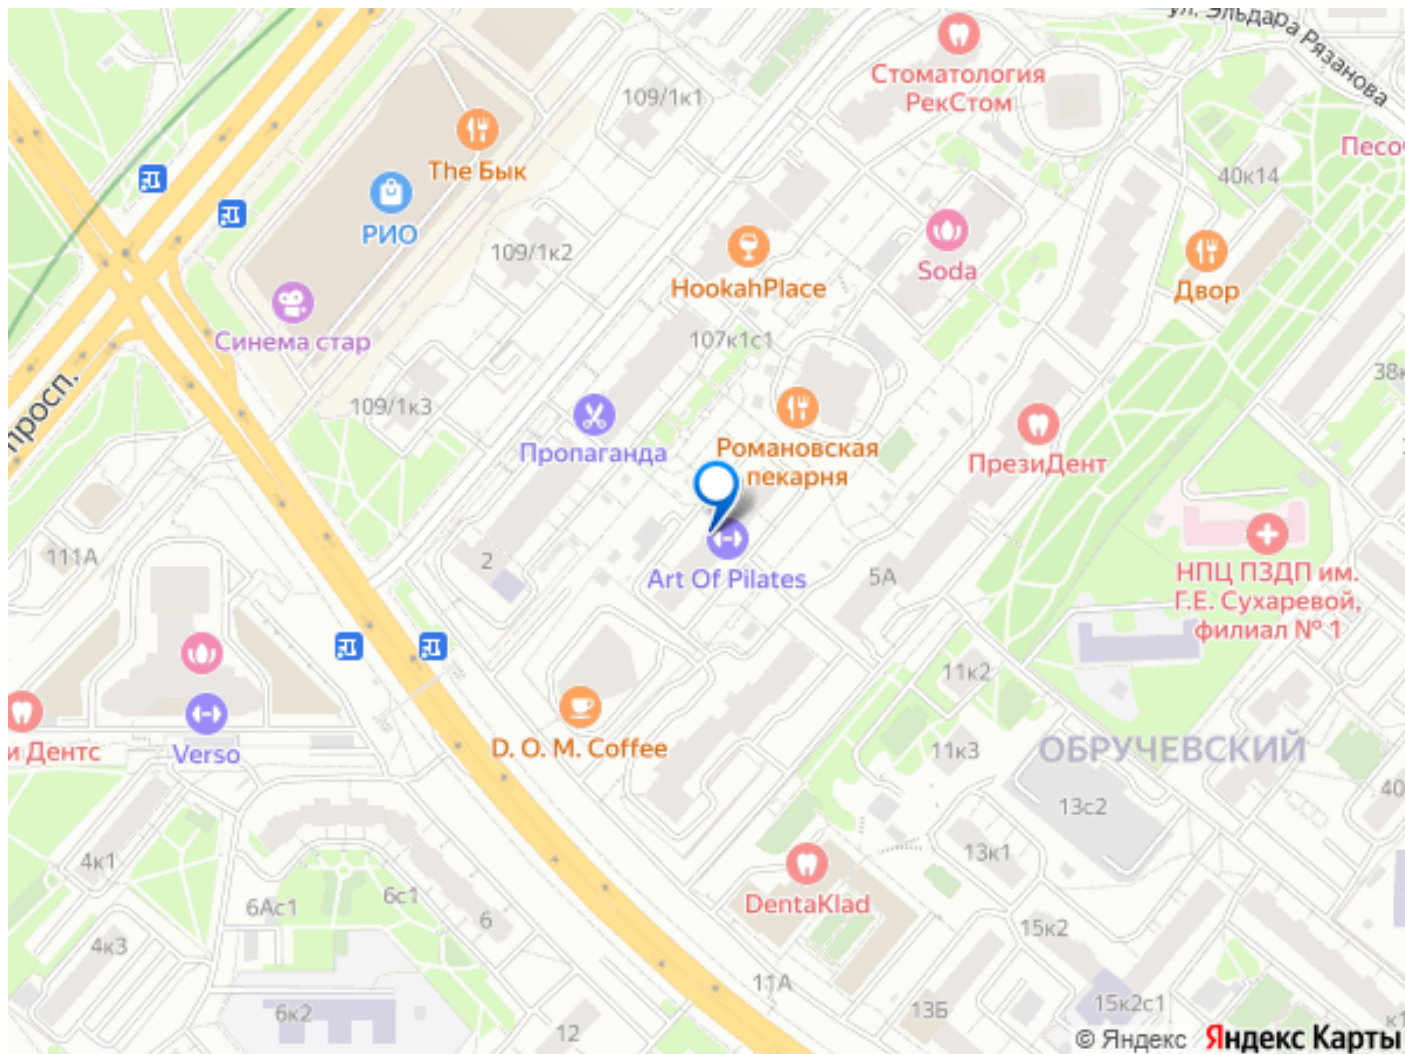 ул. Эльдара Рязанова
Стоматология
РекСтом
109/1к1
The Бык
40к14
РИО
109/1к2
HookahPlace
Soda
Двор
Синема стар
107к1с1
просп.
109/1к3
Пропаганда
Романовская
пекарня
ПрезиДент
111А
2
Art Of Pilates
5А
НПЦ ПЗДП им.
Г.Е. Сухаревой,
филиал № 1
11к2
и Дентс
Verso
D. O. M. Coffee
11к3
ОБРУЧЕВСКИЙ
13с2
4к1
6Ас1
6с1
6
DentaKlad
13к1
4к3
15к2
11А
6к2
12
13Б
15к2с1
© Яндекс Яндекс Карты